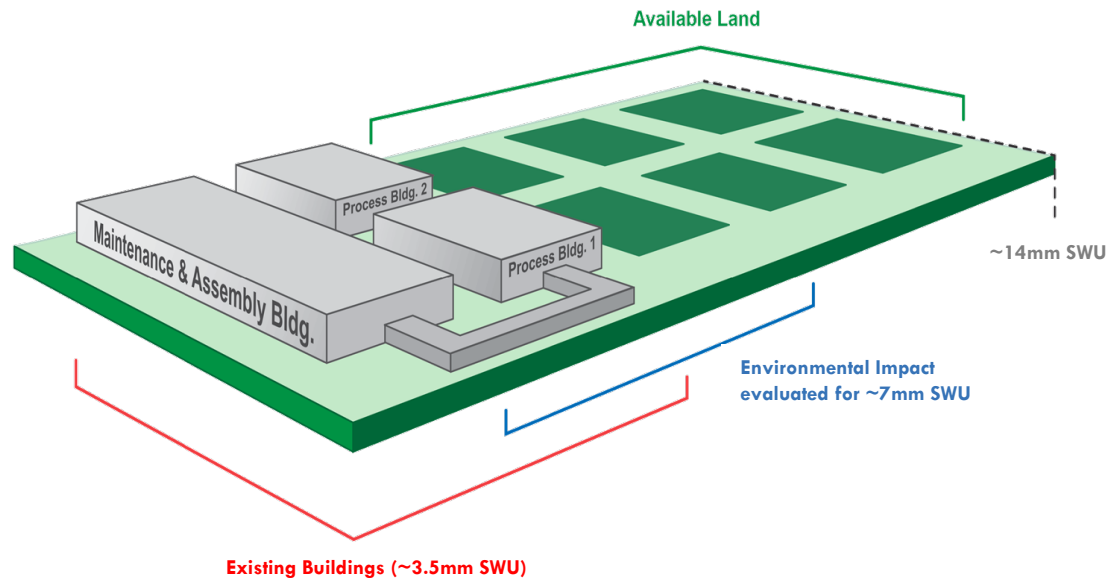 Available Land
Process Bldg. 2
Maintenance & Assembly Bldg.
Process Bldg. 1
~14mm SWU
Environmental Impact
evaluated for ~7mm SWU
Existing Buildings (~3.5mm SWU)